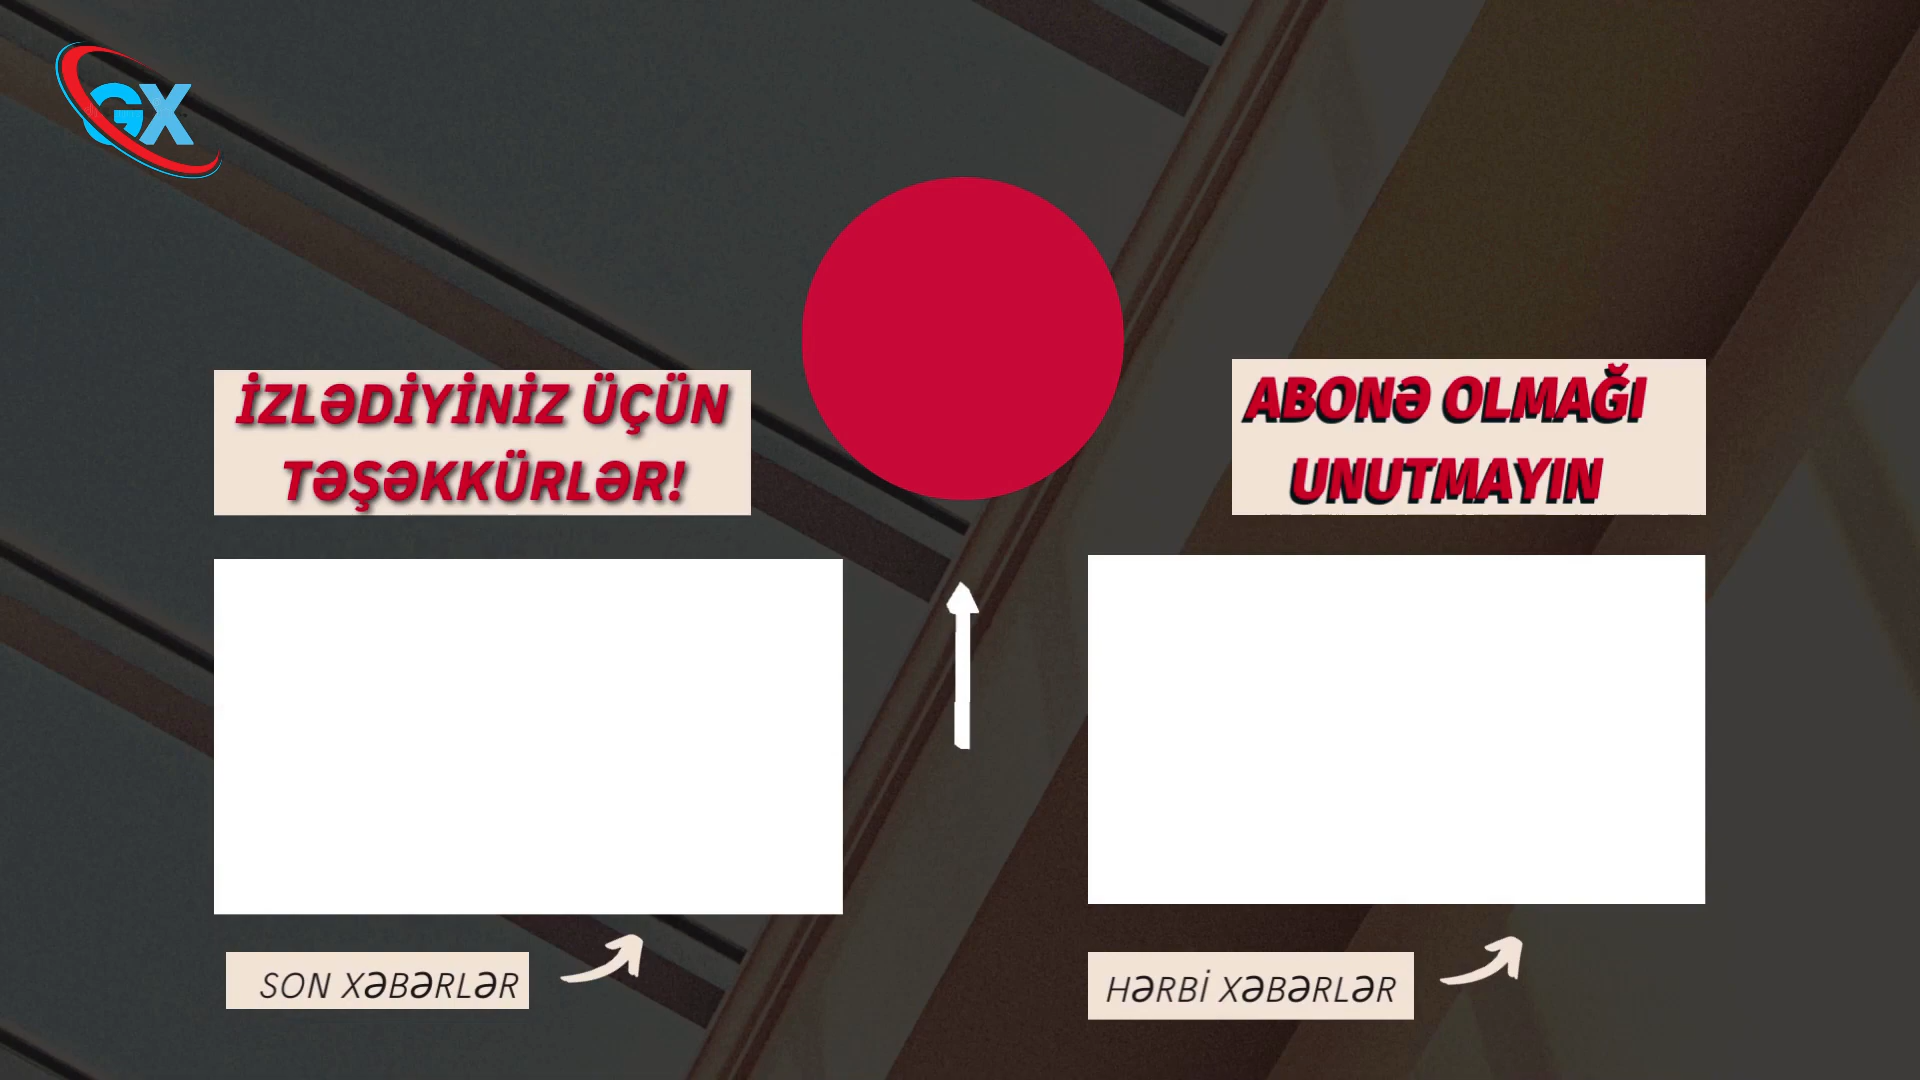 GX
İZLƏDİYİNİZ ÜÇÜN
TƏŞƏKKÜRLƏR!
ABONƏ OLMAĞI
UNUTMAYIN
SON XƏBƏRLƏR
HƏRBİ XƏBƏRLƏR